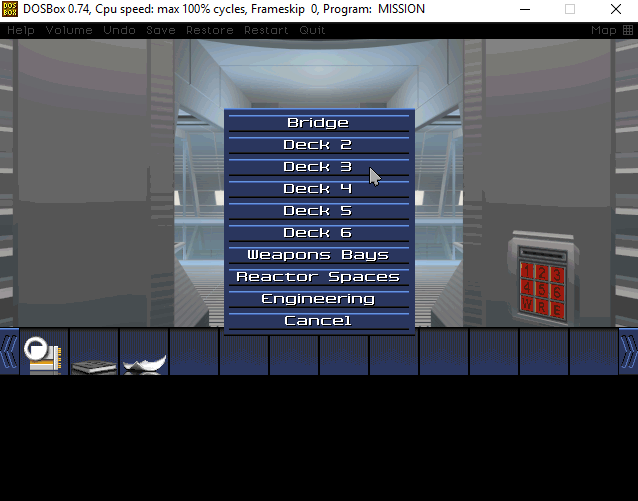 DOSBox 0.74, Cpu speed: max 100% cycles, Frameskip 0, Program: MISSION
DOS
BOX
Help Volume Undo Save Restore Restart Quit Map
Bridge
Deck 2
Deck 3
Deck 4
Deck 5
Deck 6
Weapons Bays
Reactor Spaces
Engineering
Cancel
1 2 3
4 5 6
W R E